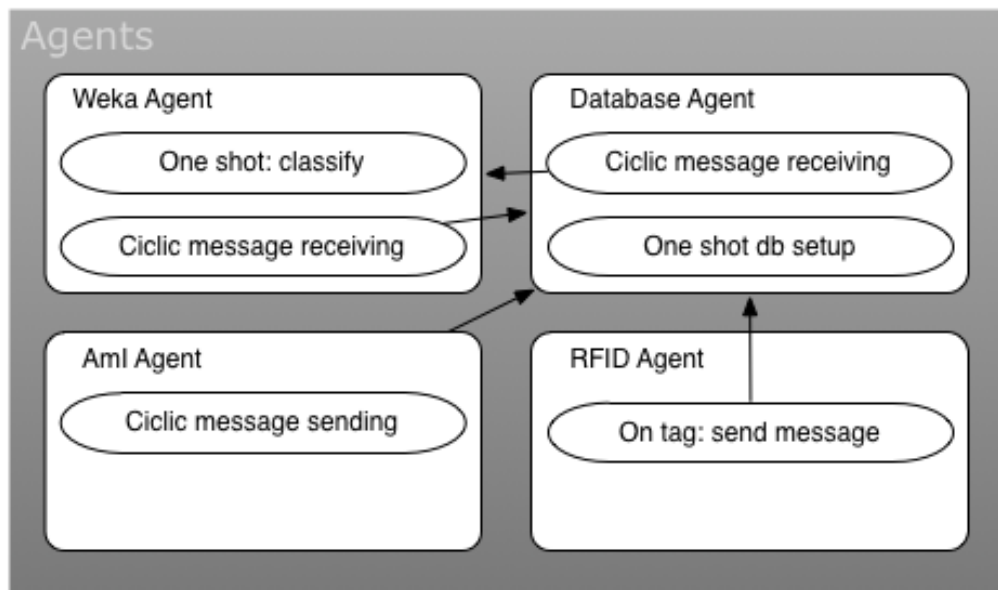 Agents
Weka Agent
One shot: classify
Ciclic message receiving
Database Agent
Ciclic message receiving
One shot db setup
AmI Agent
Ciclic message sending
RFID Agent
On tag: send message